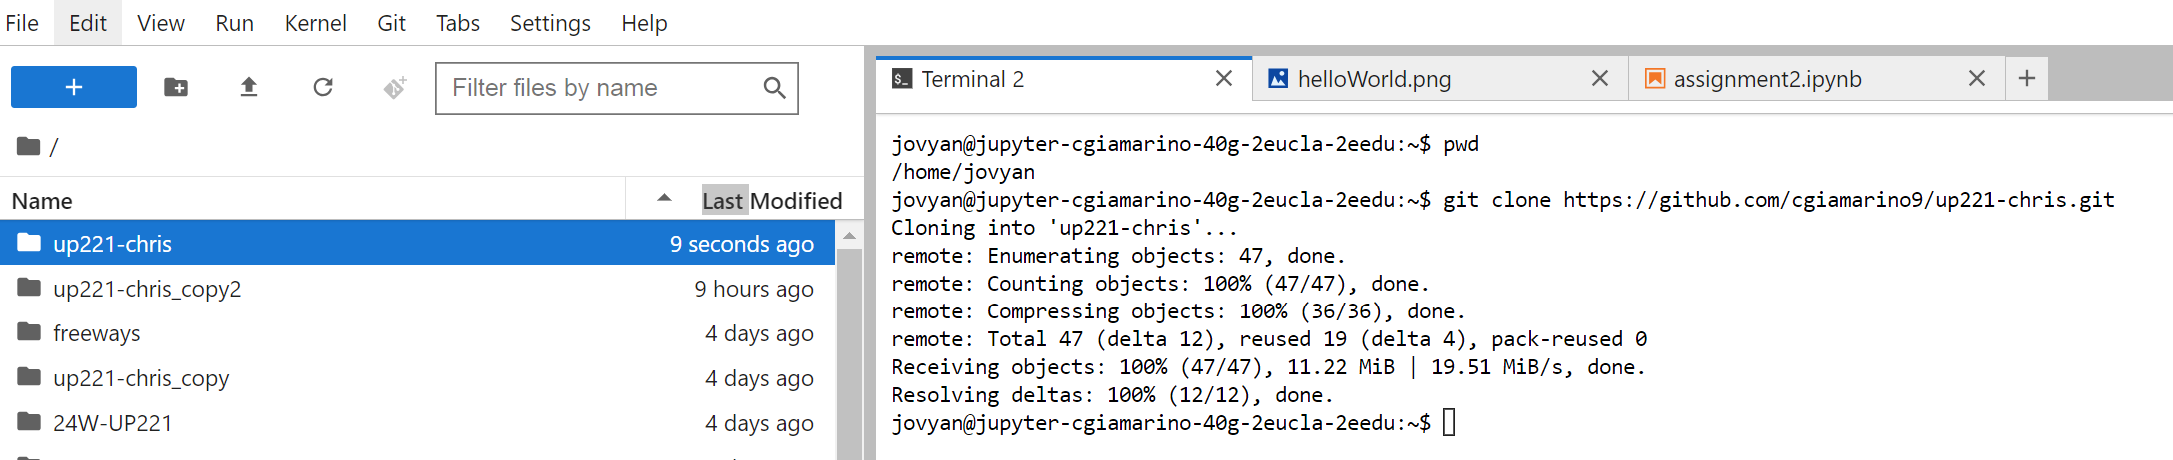 File Edit View Run Kernel Git Tabs Settings Help
+
Filter files by name
/
Name Last Modified
up221-chris 9 seconds ago
up221-chris_copy2 9 hours ago
freeways 4 days ago
up221-chris_copy 4 days ago
24W-UP221 4 days ago
$_ Terminal 2 helloWorld.png assignment2.ipynb +
jovyan@jupyter-cgiamarino-40g-2eucla-2eedu:~$ pwd
/home/jovyan
jovyan@jupyter-cgiamarino-40g-2eucla-2eedu:~$ git clone https://github.com/cgiamarino9/up221-chris.git
Cloning into 'up221-chris'...
remote: Enumerating objects: 47, done.
remote: Counting objects: 100% (47/47), done.
remote: Compressing objects: 100% (36/36), done.
remote: Total 47 (delta 12), reused 19 (delta 4), pack-reused 0
Receiving objects: 100% (47/47), 11.22 MiB | 19.51 MiB/s, done.
Resolving deltas: 100% (12/12), done.
jovyan@jupyter-cgiamarino-40g-2eucla-2eedu:~$